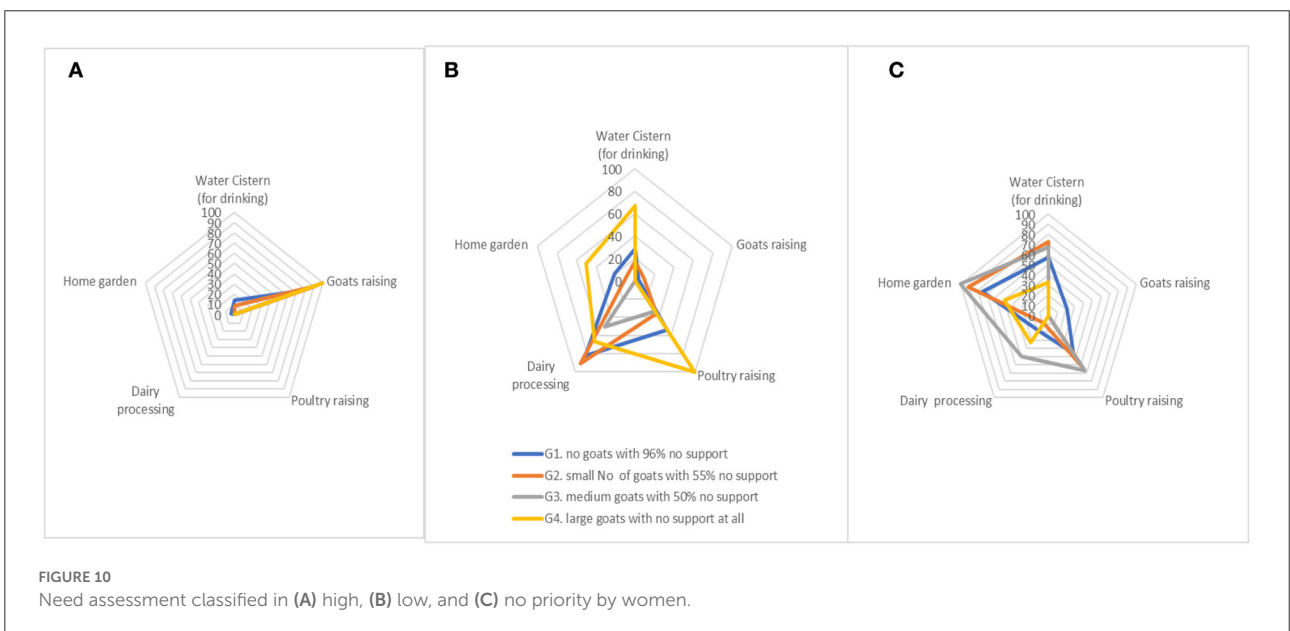 A
Water Cistern
(for drinking)
100
90
80
70
60
50
40
30
20
10
0
Goats raising
Poultry raising
Dairy
processing
Home garden
B
Water Cistern
(for drinking)
100
80
60
40
20
0
Goats raising
Poultry raising
Dairy
processing
Home garden
G1. no goats with 96% no support
G2. small No of goats with 55% no support
G3. medium goats with 50% no support
G4. large goats with no support at all
C
Water Cistern
(for drinking)
100
90
80
70
60
50
40
30
20
10
0
Goats raising
Poultry raising
Dairy processing
Home garden
FIGURE 10
Need assessment classified in (A) high, (B) low, and (C) no priority by women.